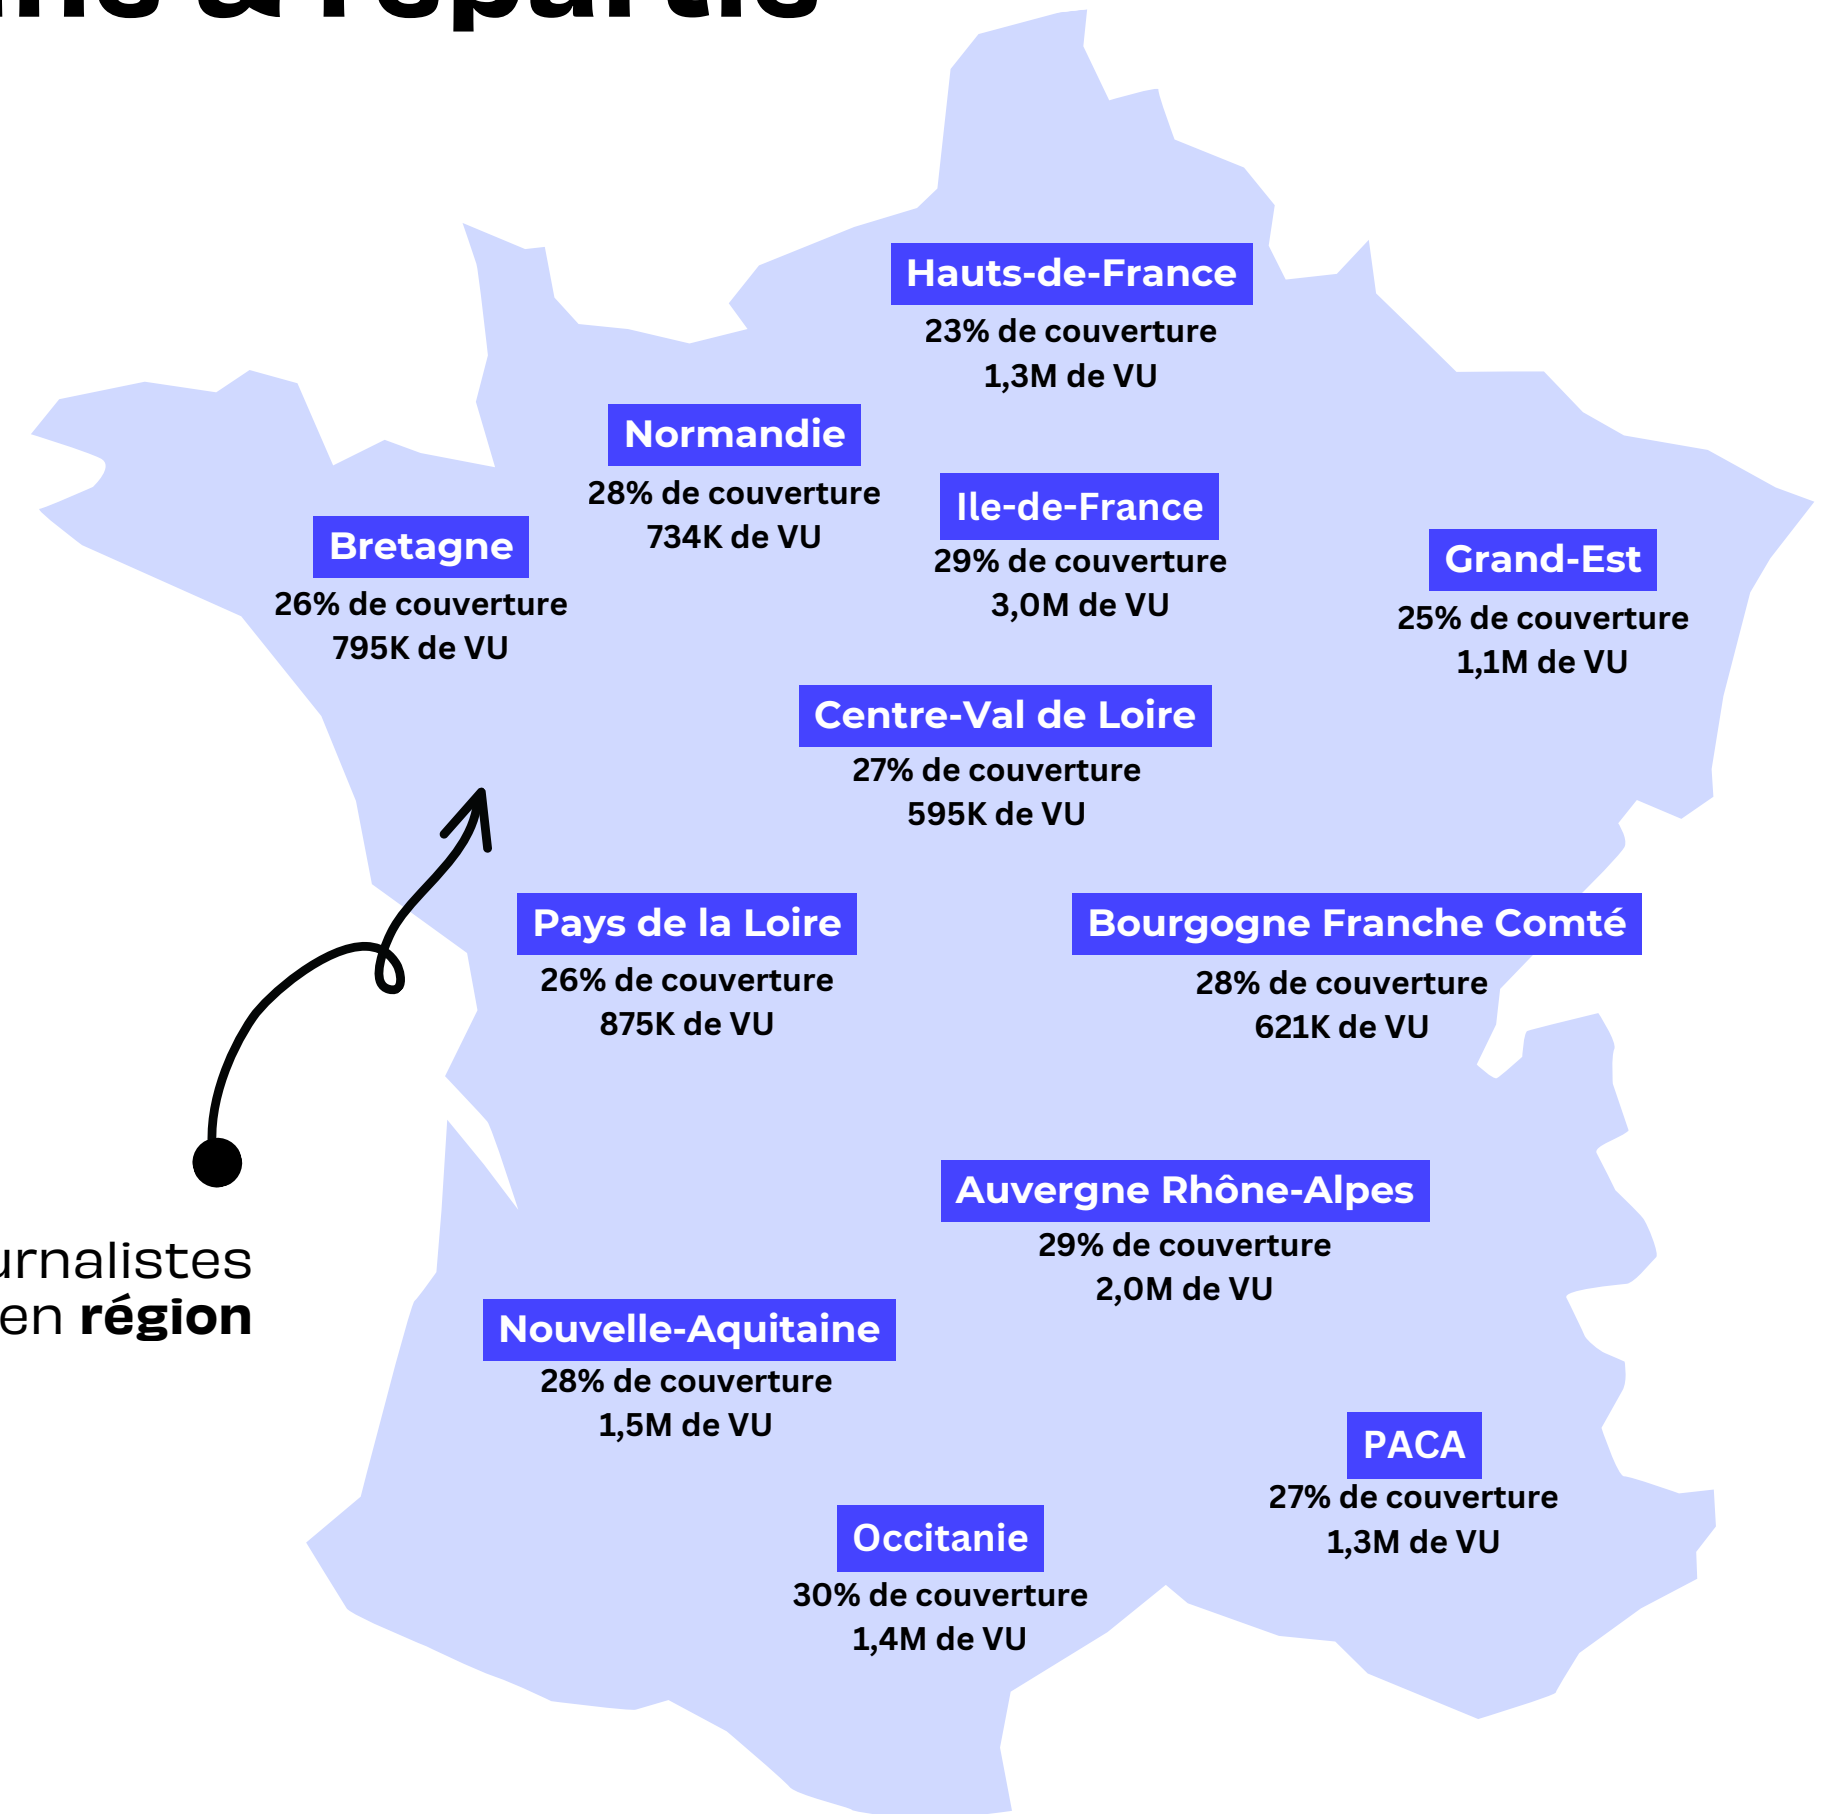 & répartie
Hauts-de-France
23% de couverture
1,3M de VU
Normandie
28% de couverture
734K de VU
Ile-de-France
29% de couverture
3,0M de VU
Bretagne
26% de couverture
795K de VU
Grand-Est
25% de couverture
1,1M de VU
Centre-Val de Loire
27% de couverture
595K de VU
Pays de la Loire
26% de couverture
875K de VU
Bourgogne Franche Comté
28% de couverture
621K de VU
Auvergne Rhône-Alpes
29% de couverture
2,0M de VU
urnalistes
en région
Nouvelle-Aquitaine
28% de couverture
1,5M de VU
PACA
27% de couverture
1,3M de VU
Occitanie
30% de couverture
1,4M de VU